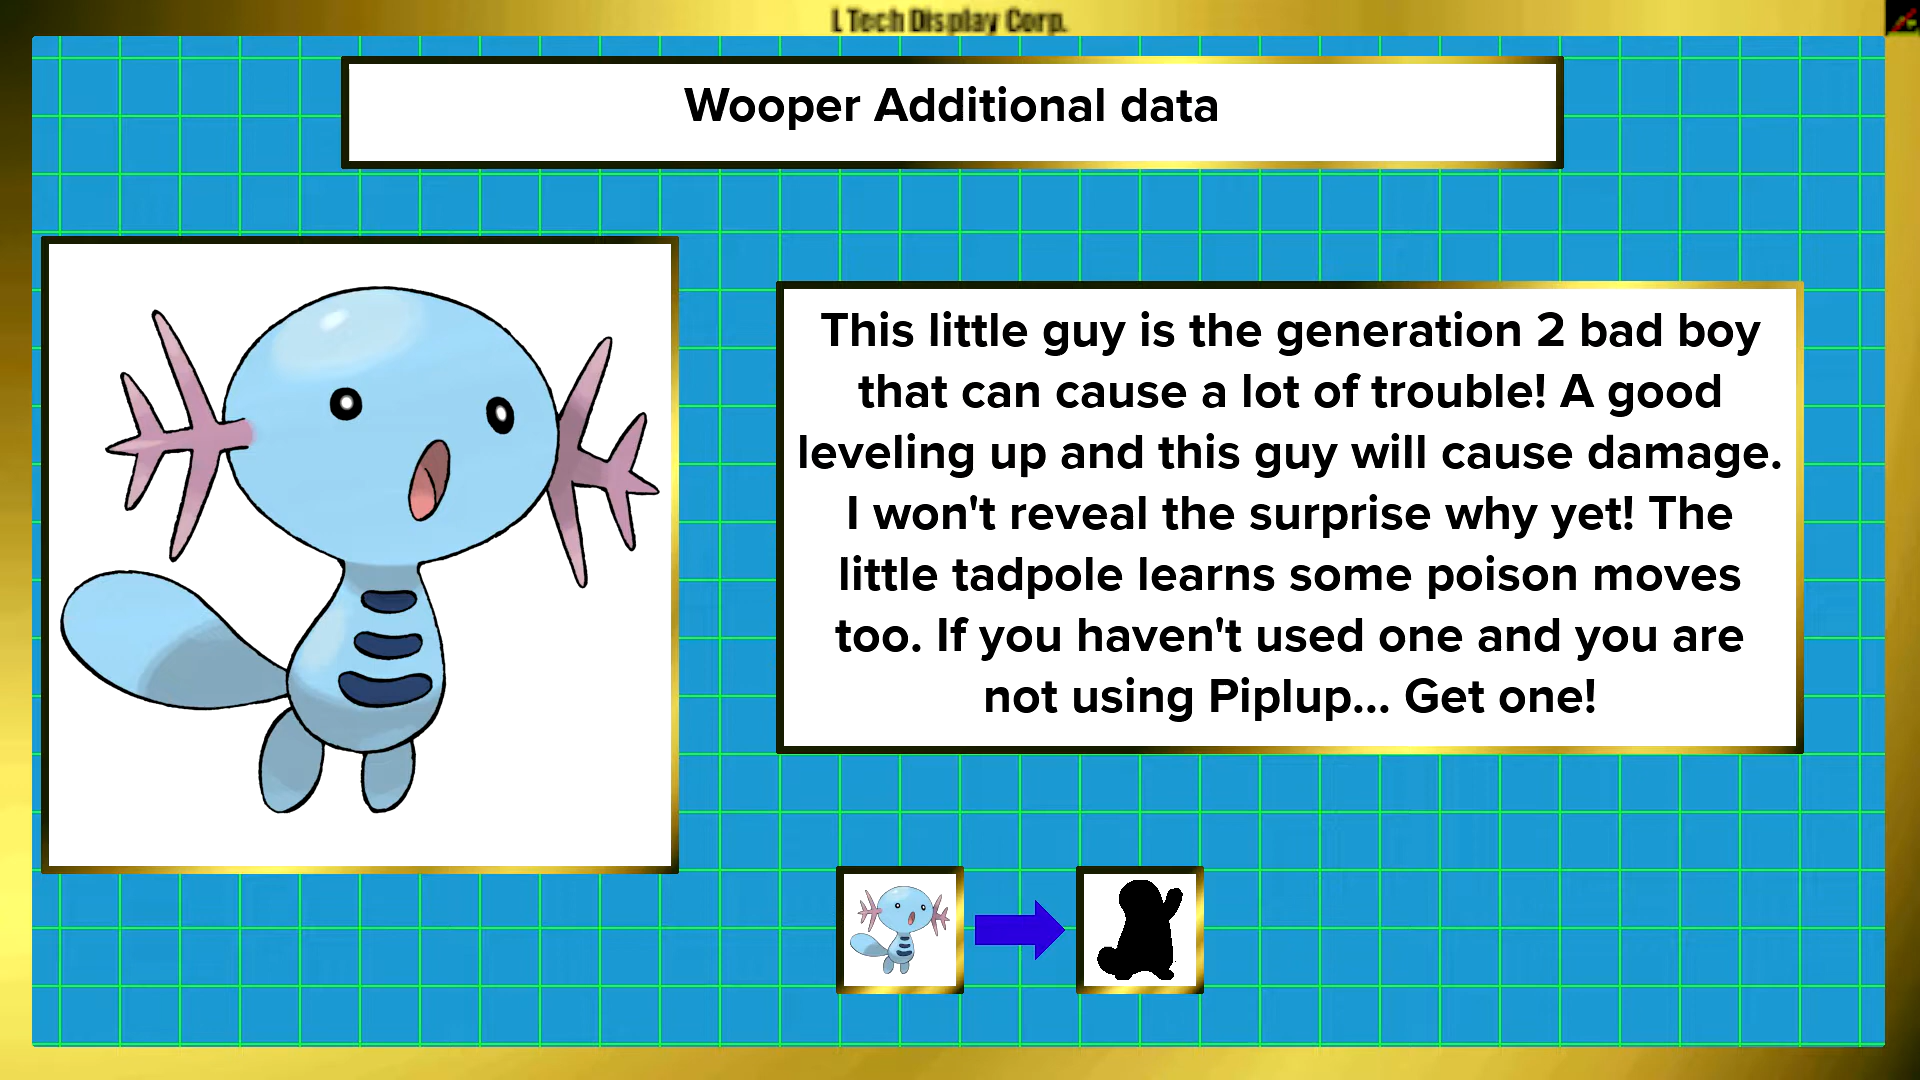 L Tech Display Corp.
Wooper Additional data
This little guy is the generation 2 bad boy
that can cause a lot of trouble! A good
leveling up and this guy will cause damage.
I won't reveal the surprise why yet! The
little tadpole learns some poison moves
too. If you haven't used one and you are
not using Piplup... Get one!